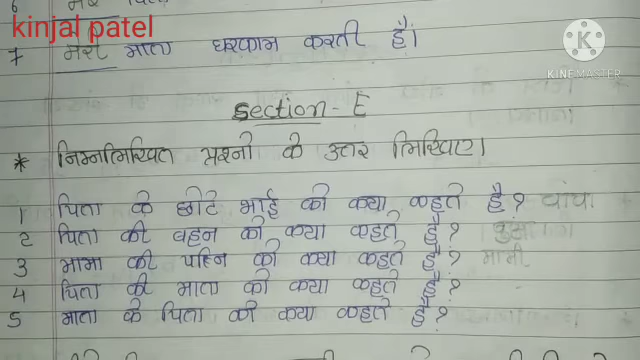 kinjal patel
7 मेरी माता घरकाम करती हैं।
KINEMASTER
Section - E
* निम्नलिखित प्रश्नो के उत्तर लिखिए।
1 पिता के छोटे भाई को क्या कहते है?
2 पिता की बहन को क्या कहते है?
3 मामा की पत्नि को क्या कहते है? मामी
4 पिता की माता को क्या कहते है?
5 माता के पिता को क्या कहते है?